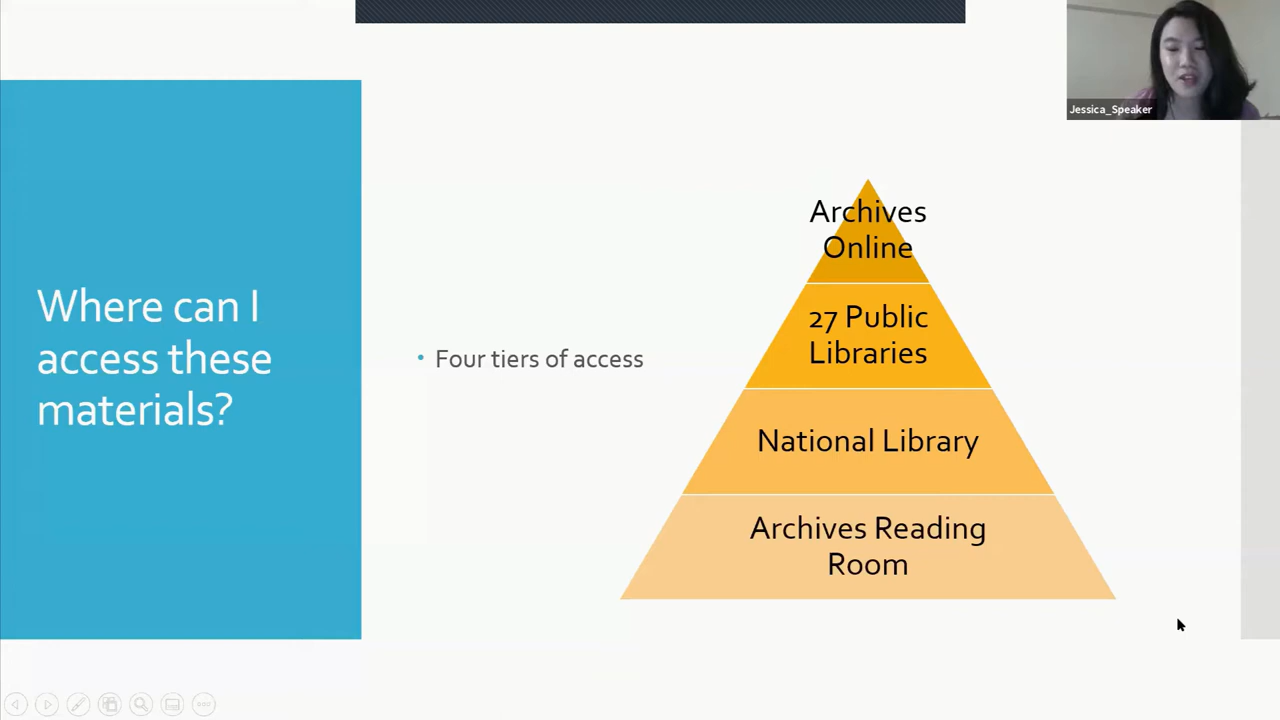 Jessica_Speaker
Where can I
access these
materials?
• Four tiers of access
Archives
Online
27 Public
Libraries
National Library
Archives Reading
Room